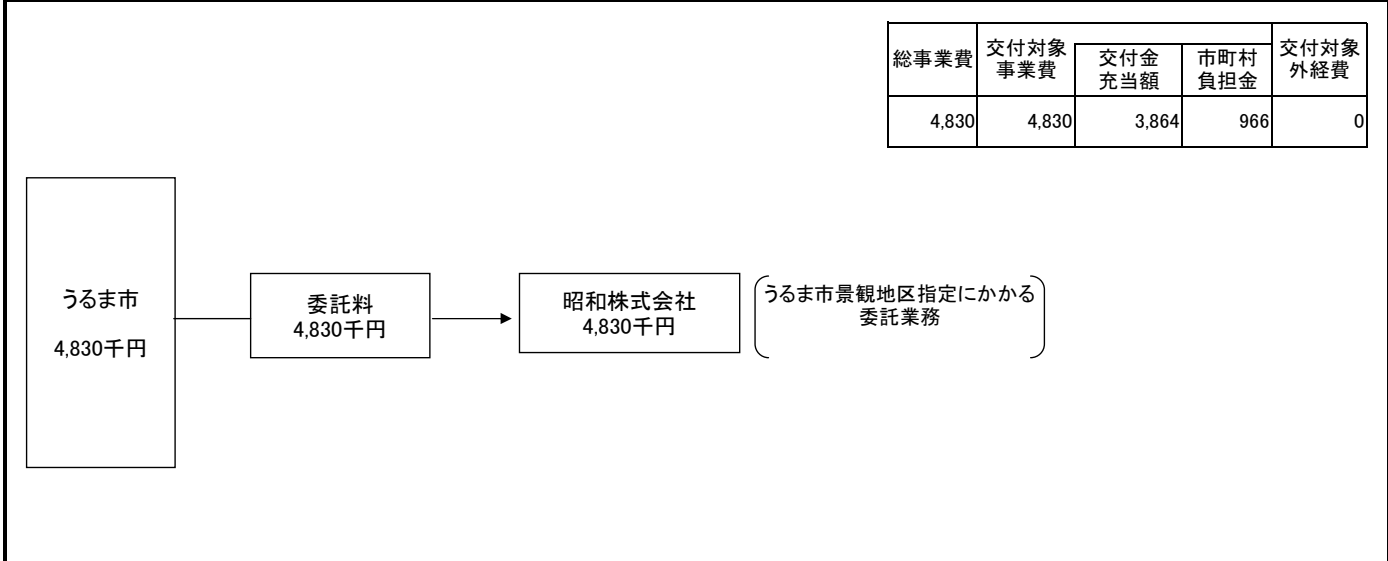 総事業費 交付対象事業費 交付金充当額 市町村負担金 交付対象外経費
4,830 4,830 3,864 966 0
うるま市
4,830千円
委託料
4,830千円
昭和株式会社
4,830千円
うるま市景観地区指定にかかる
委託業務